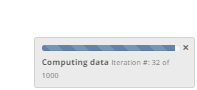 Computing data Iteration #: 32 of
1000